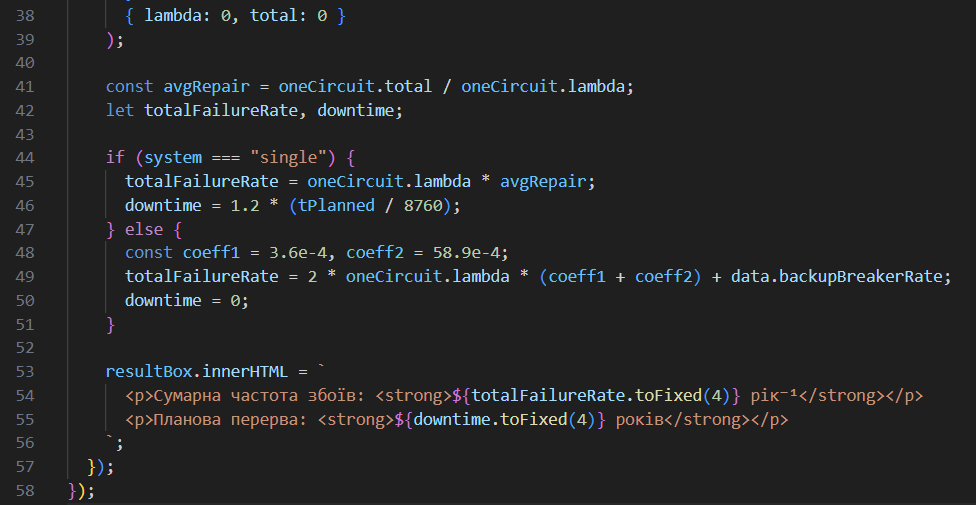 38 { lambda: 0, total: 0 }
39 );
40
41 const avgRepair = oneCircuit.total / oneCircuit.lambda;
42 let totalFailureRate, downtime;
43
44 if (system === "single") {
45 totalFailureRate = oneCircuit.lambda * avgRepair;
46 downtime = 1.2 * (tPlanned / 8760);
47 } else {
48 const coeff1 = 3.6e-4, coeff2 = 58.9e-4;
49 totalFailureRate = 2 * oneCircuit.lambda * (coeff1 + coeff2) + data.backupBreakerRate;
50 downtime = 0;
51 }
52
53 resultBox.innerHTML = `
54 <p>Сумарна частота збоїв: <strong>${totalFailureRate.toFixed(4)} рік⁻¹</strong></p>
55 <p>Планова перерва: <strong>${downtime.toFixed(4)} років</strong></p>
56 `;
57 });
58 });